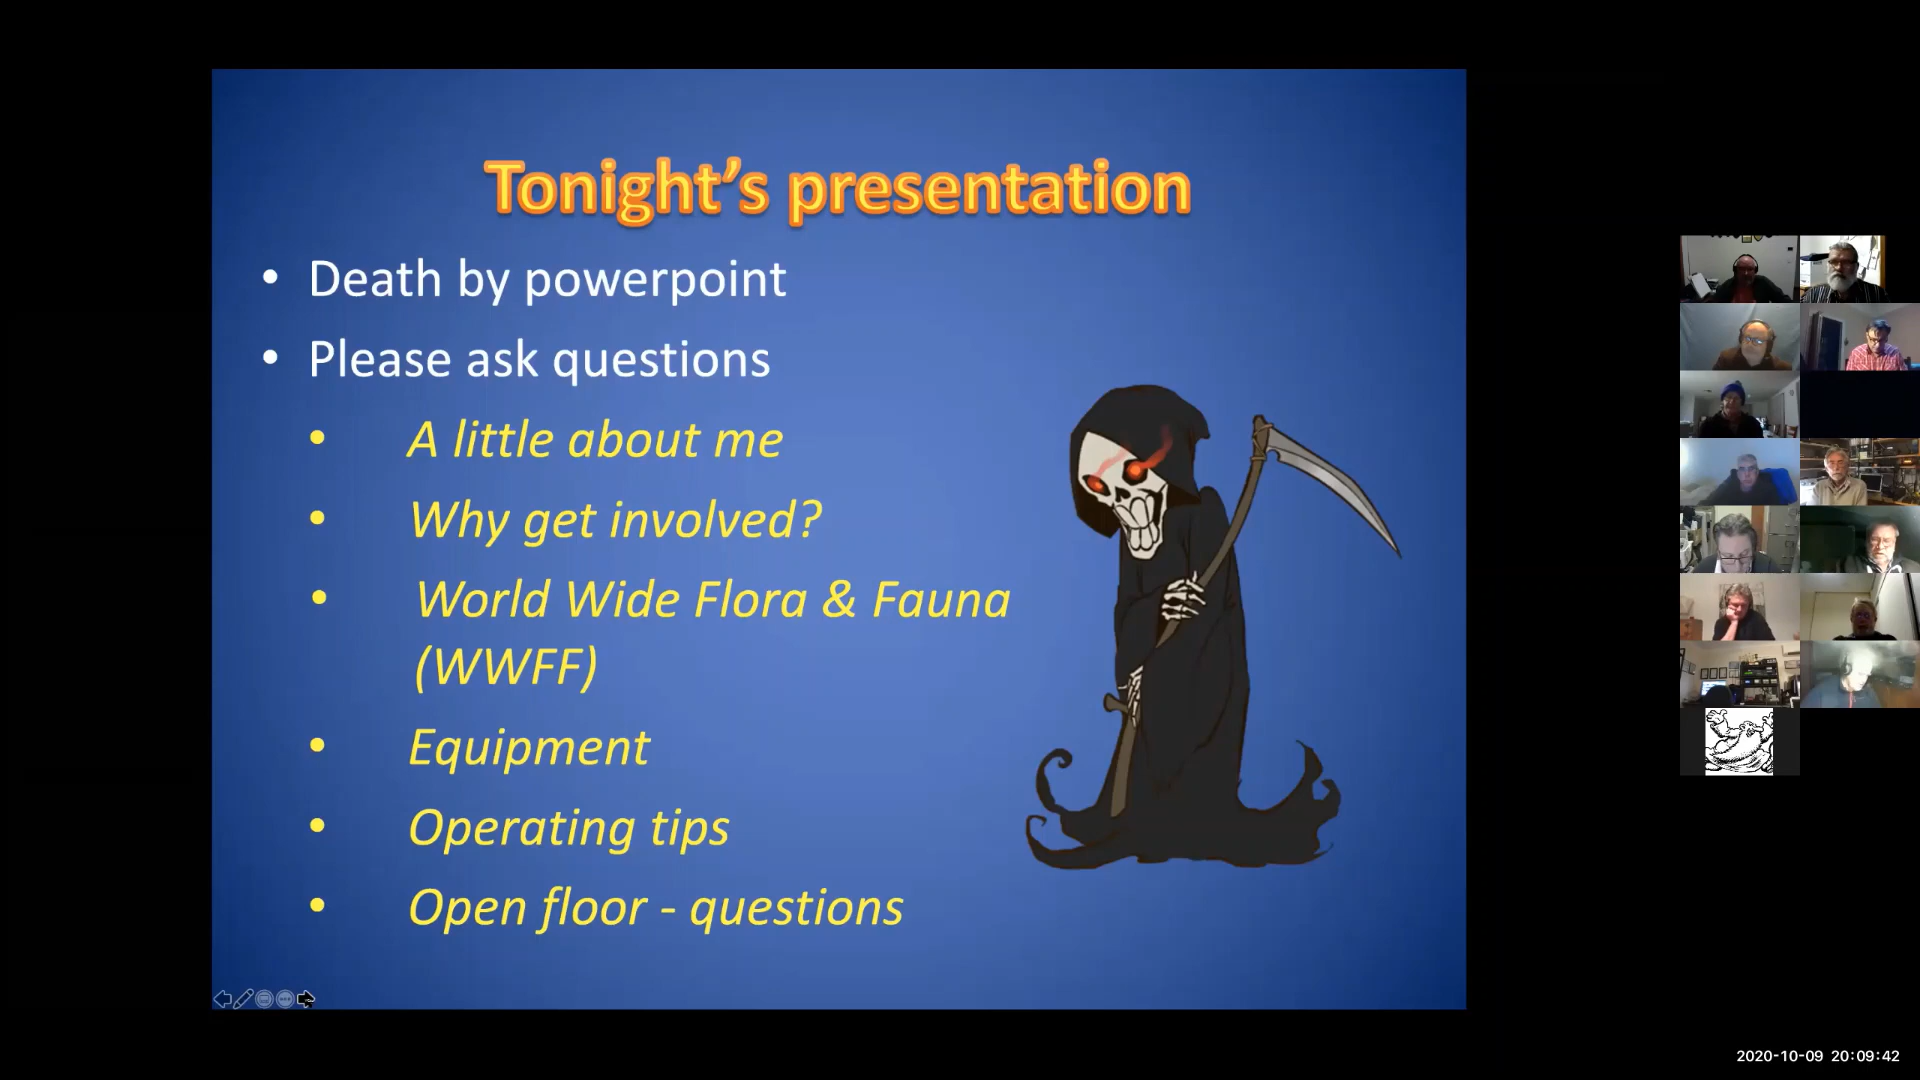 Tonight's presentation
• Death by powerpoint
• Please ask questions
• A little about me
• Why get involved?
• World Wide Flora & Fauna
(WWFF)
• Equipment
• Operating tips
• Open floor - questions
2020-10-09 20:09:42